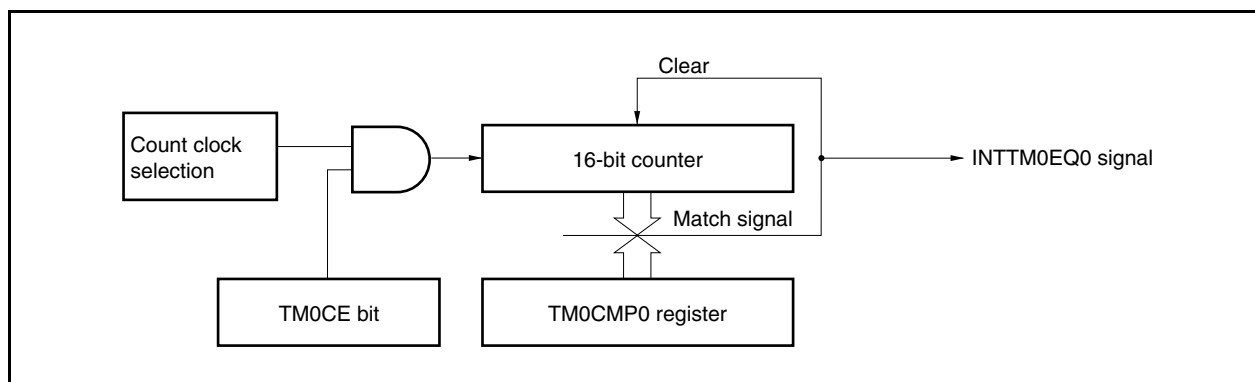 Clear
Count clock
selection
16-bit counter
INTTM0EQ0 signal
Match signal
TM0CE bit
TM0CMP0 register